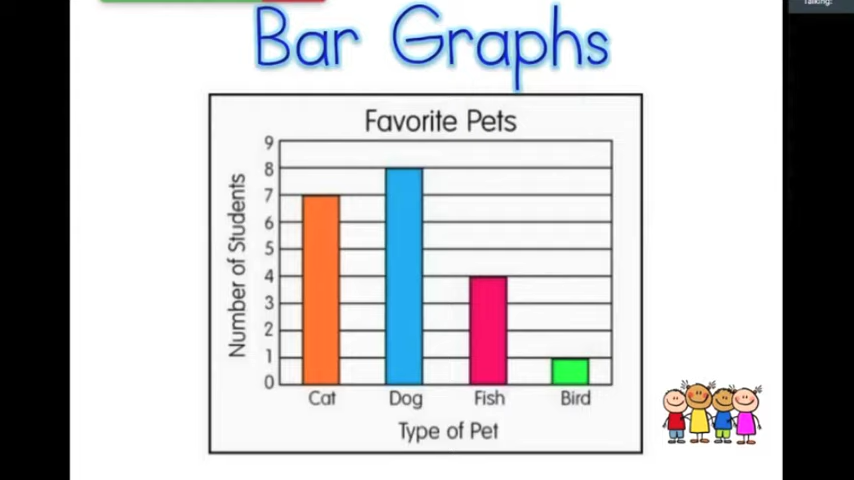 Talking:
Bar Graphs
Favorite Pets
Number of Students
9
8
7
6
5
4
3
2
1
0
Cat Dog Fish Bird
Type of Pet